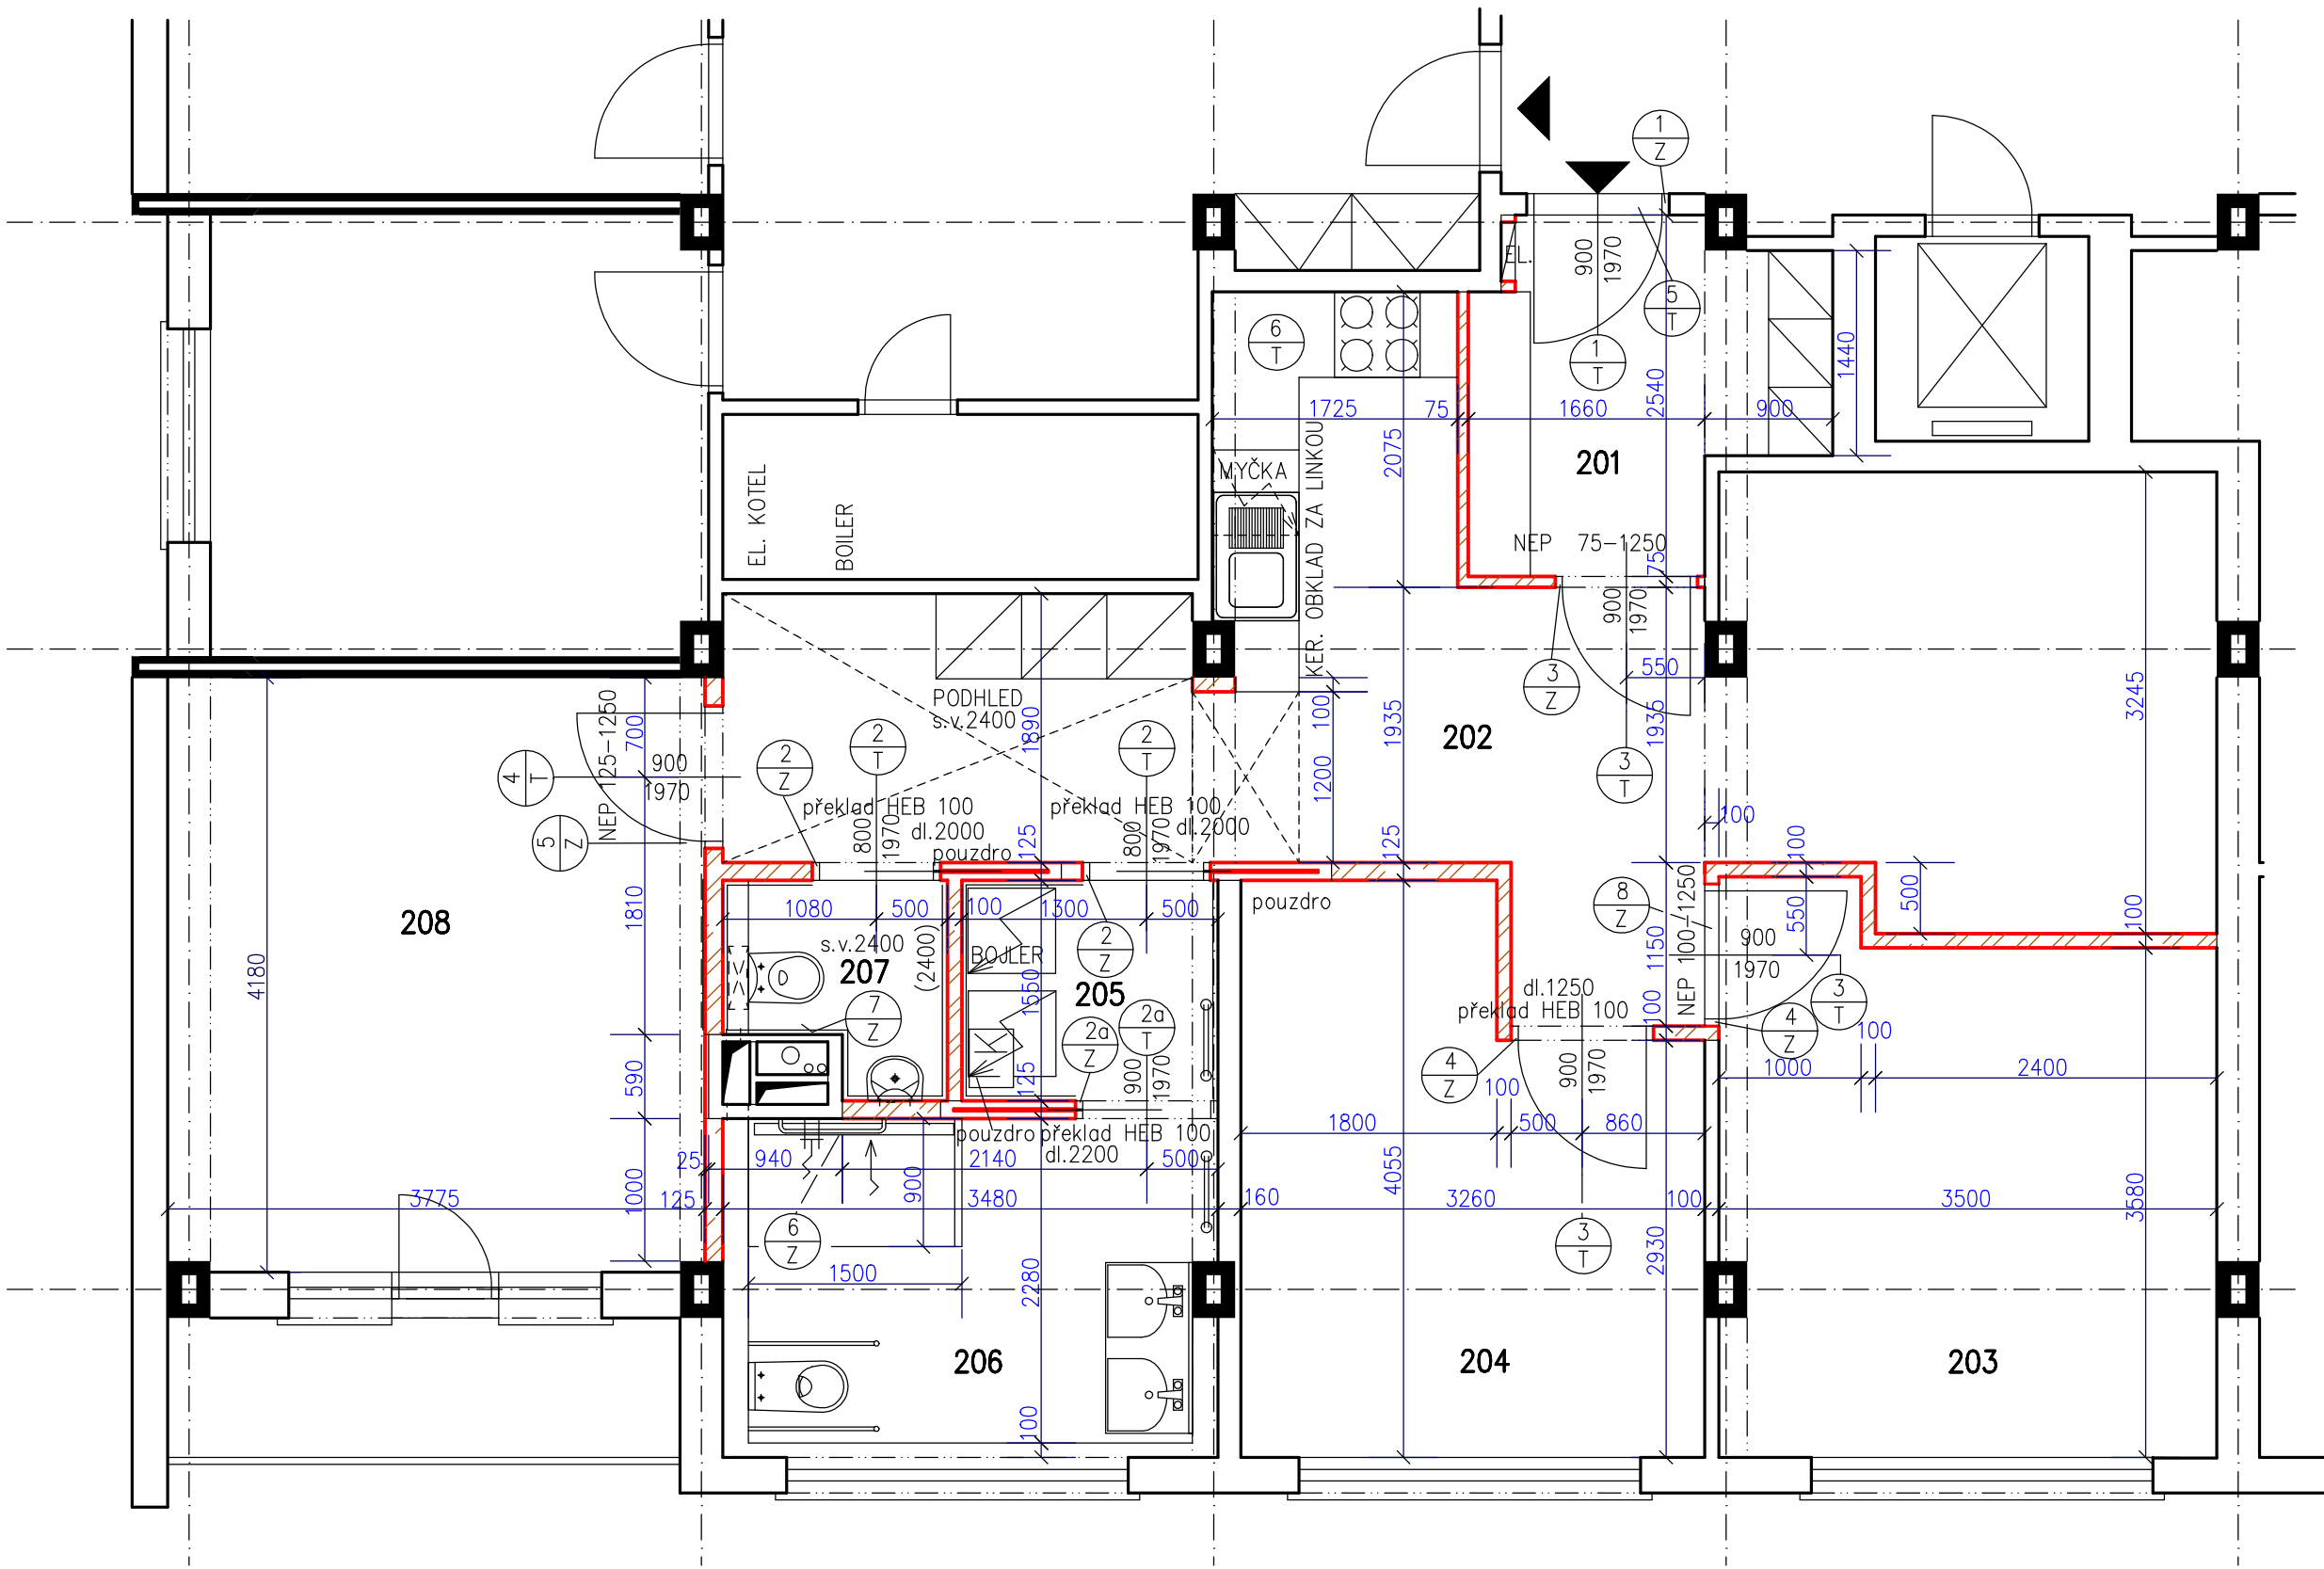 1
Z
EL.
900
1970
5
T
6
T
1
T
1440
2540
1725
75
1660
900
2075
201
MYČKA
KER. OBKLAD ZA LINKOU
EL. KOTEL
BOILER
NEP 75-1250
75
900
1970
550
3
Z
3245
PODHLED
s.v.2400
1890
100
1935
1935
202
700
NEP 125-1250
900
1970
4
T
5
Z
2
Z
2
T
2
T
3
T
1200
překlad HEB 100
dl.2000
pouzdro
800
1970
překlad HEB 100
dl.2000
800
1970
125
125
100
100
500
550
100
208
1810
1080
500
100
1300
500
pouzdro
8
Z
NEP 100-1250
900
1970
s.v.2400
207
(2400)
BOJLER
2
Z
205
1550
1150
4180
7
Z
2a
Z
2a
T
dl.1250
překlad HEB 100
100
4
Z
3
T
100
590
125
900
1970
4
Z
900
1970
1000
2400
100
1800
500
860
pouzdro
překlad HEB 100
dl.2200
25
940
2140
500
900
4055
1000
3775
125
3480
160
3260
100
3500
3580
6
Z
3
T
1500
2280
2930
206
204
203
100